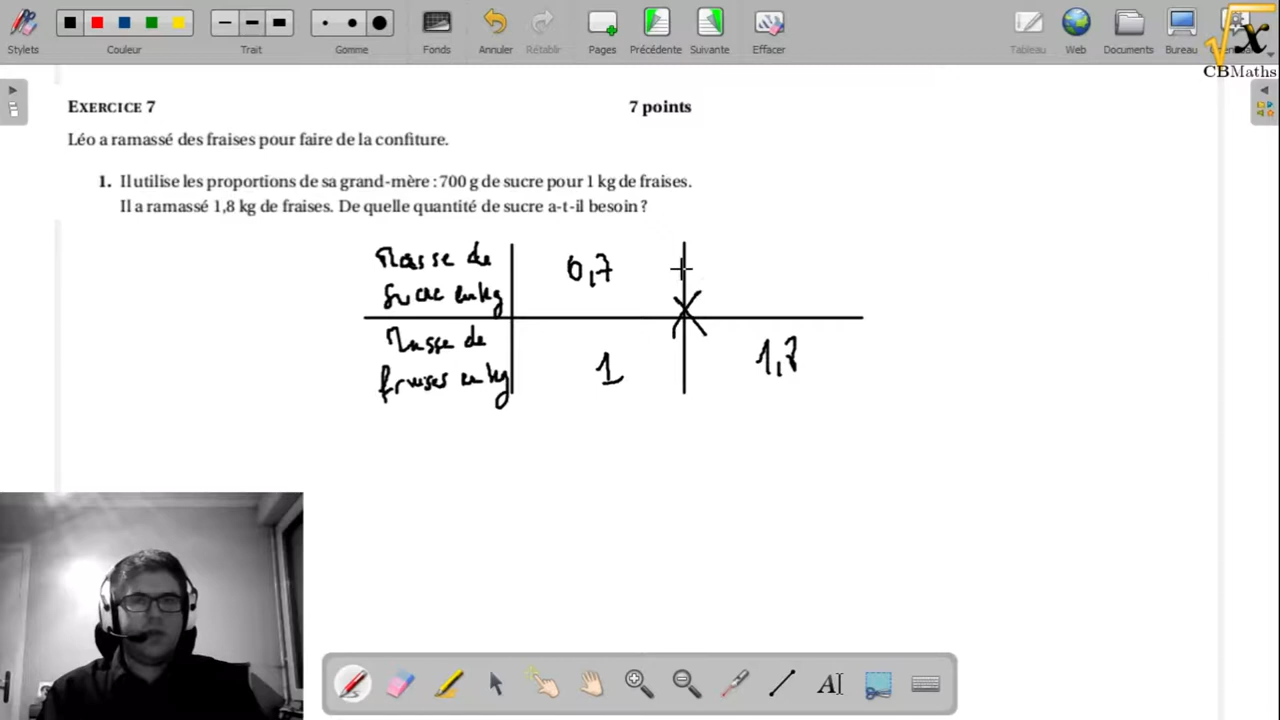 Stylets
Couleur
Trait
Gomme
Fonds
Annuler
Rétablir
Pages
Précédente
Suivante
Effacer
Tableau
Web
Documents
Bureau
√x
CBMaths
EXERCICE 7
7 points
Léo a ramassé des fraises pour faire de la confiture.
1. Il utilise les proportions de sa grand-mère : 700 g de sucre pour 1 kg de fraises.
Il a ramassé 1,8 kg de fraises. De quelle quantité de sucre a-t-il besoin ?
Masse de
sucre en kg
0,7
Masse de
fraises en kg
1
1,8
AI